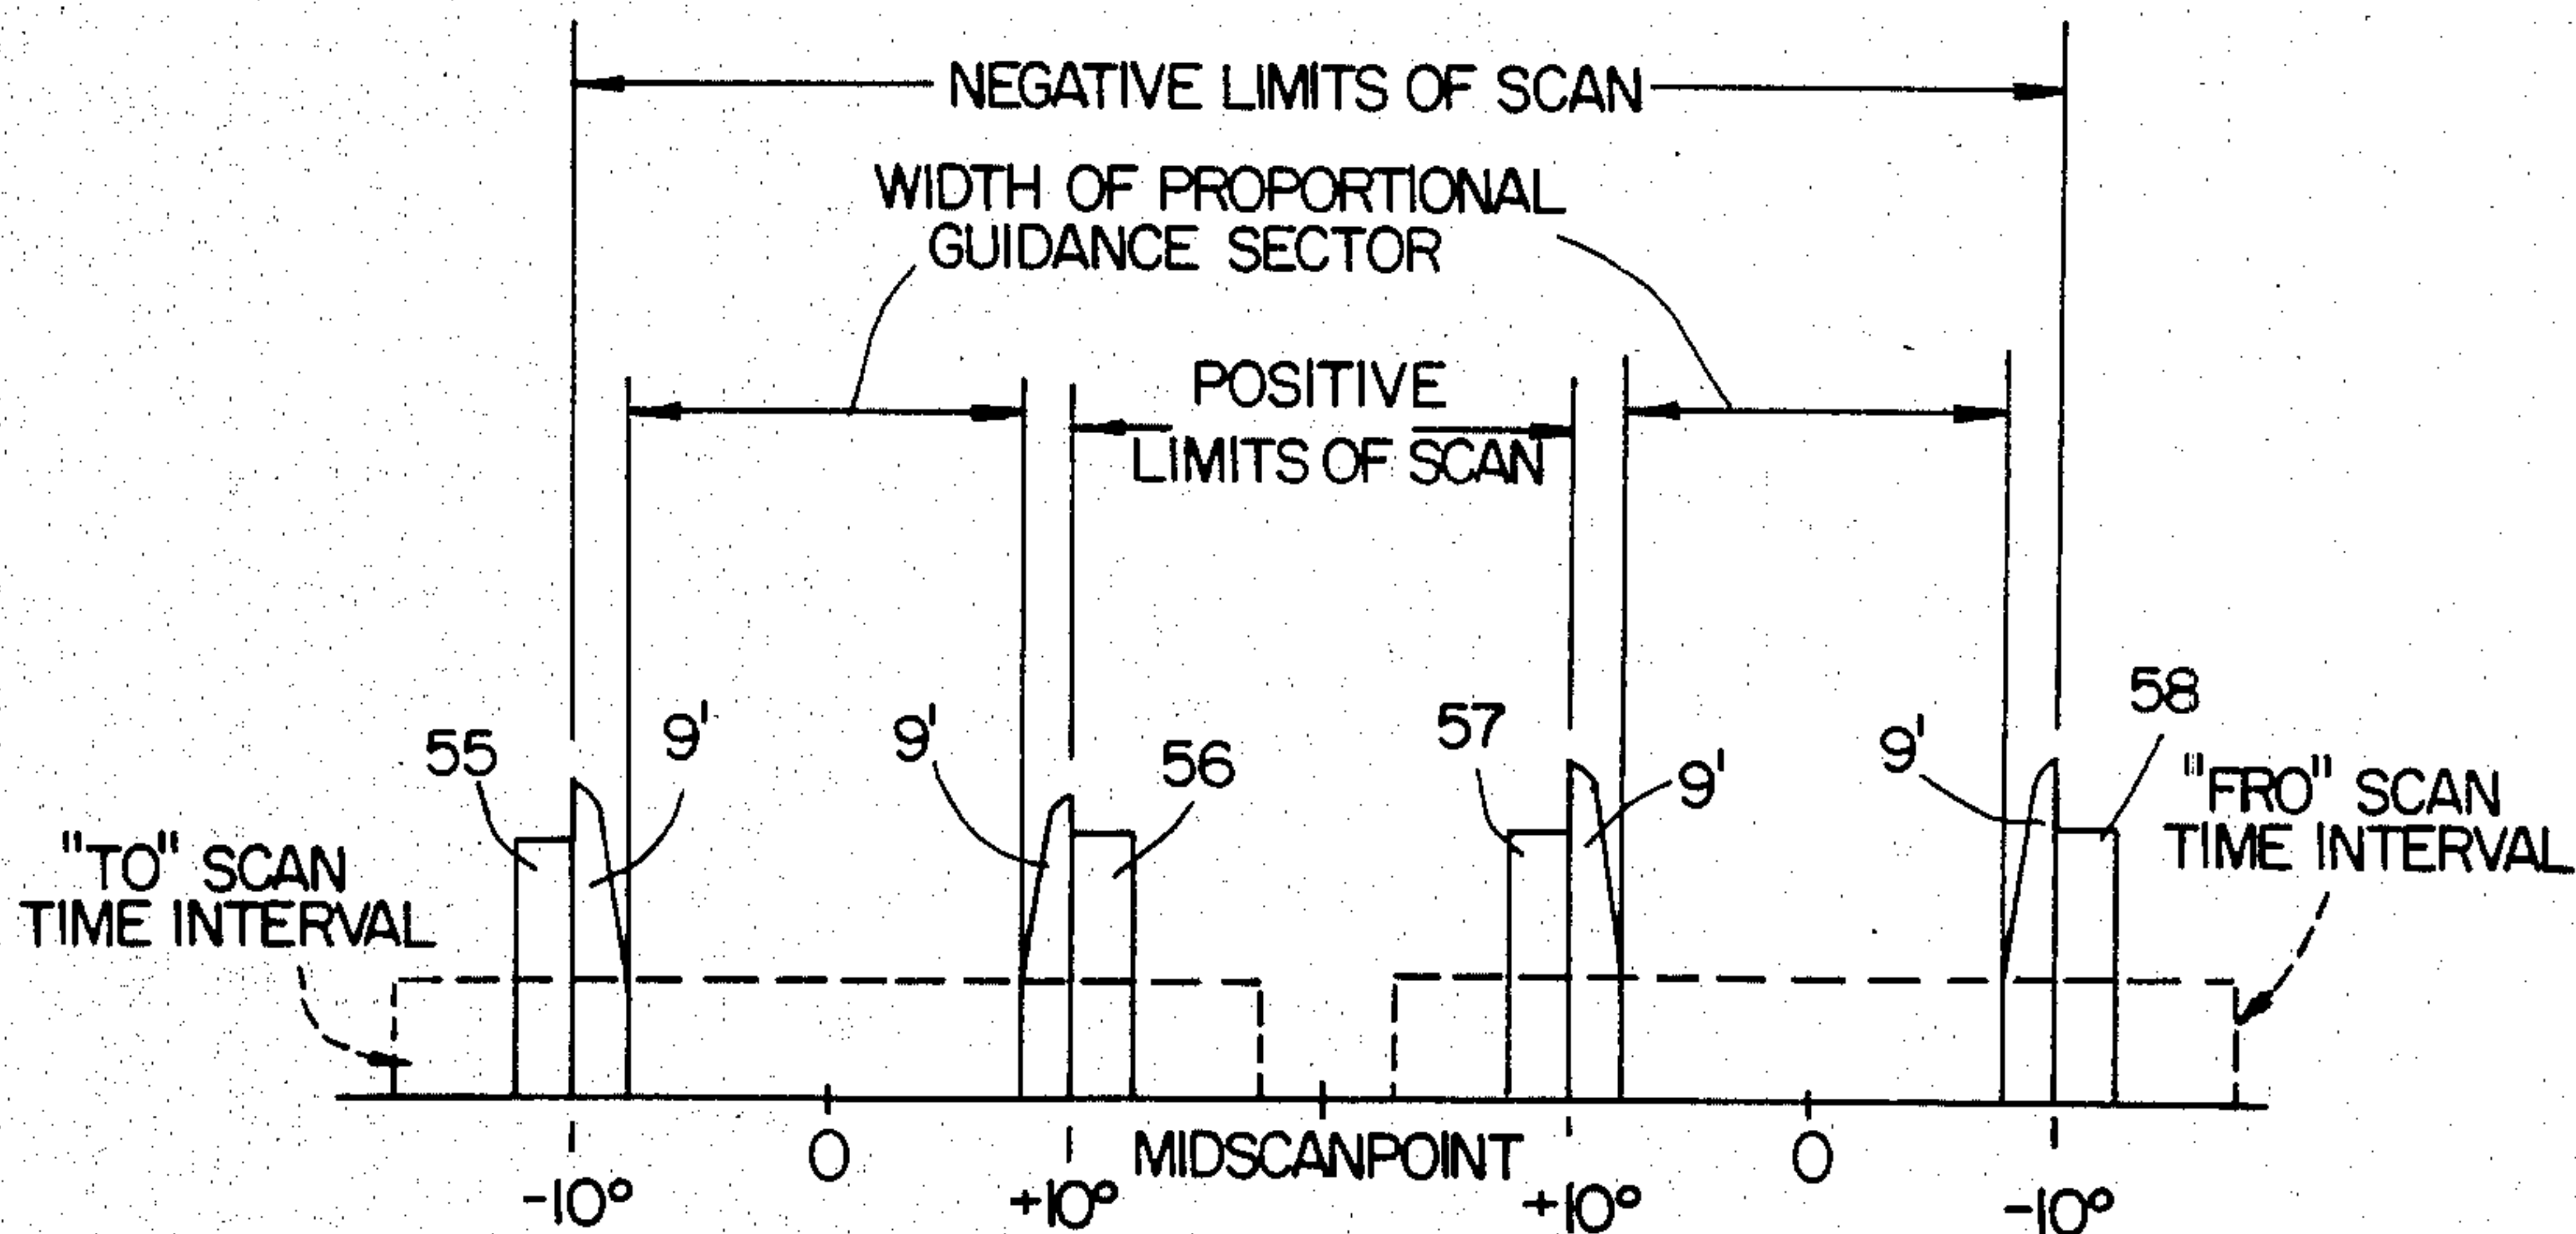 NEGATIVE LIMITS OF SCAN
WIDTH OF PROPORTIONAL
GUIDANCE SECTOR
POSITIVE
LIMITS OF SCAN
55
9'
9'
56
57
9'
9'
58
"TO" SCAN
TIME INTERVAL
"FRO" SCAN
TIME INTERVAL
0
MIDSCANPOINT
0
-10°
+10°
+10°
-10°